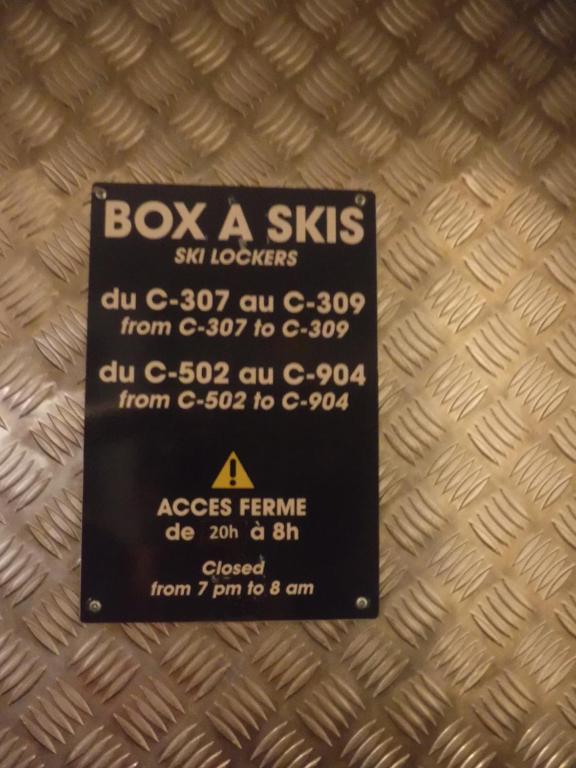 BOX A SKIS
SKI LOCKERS
du C-307 au C-309
from C-307 to C-309
du C-502 au C-904
from C-502 to C-904
ACCES FERME
de 20h à 8h
Closed
from 7 pm to 8 am